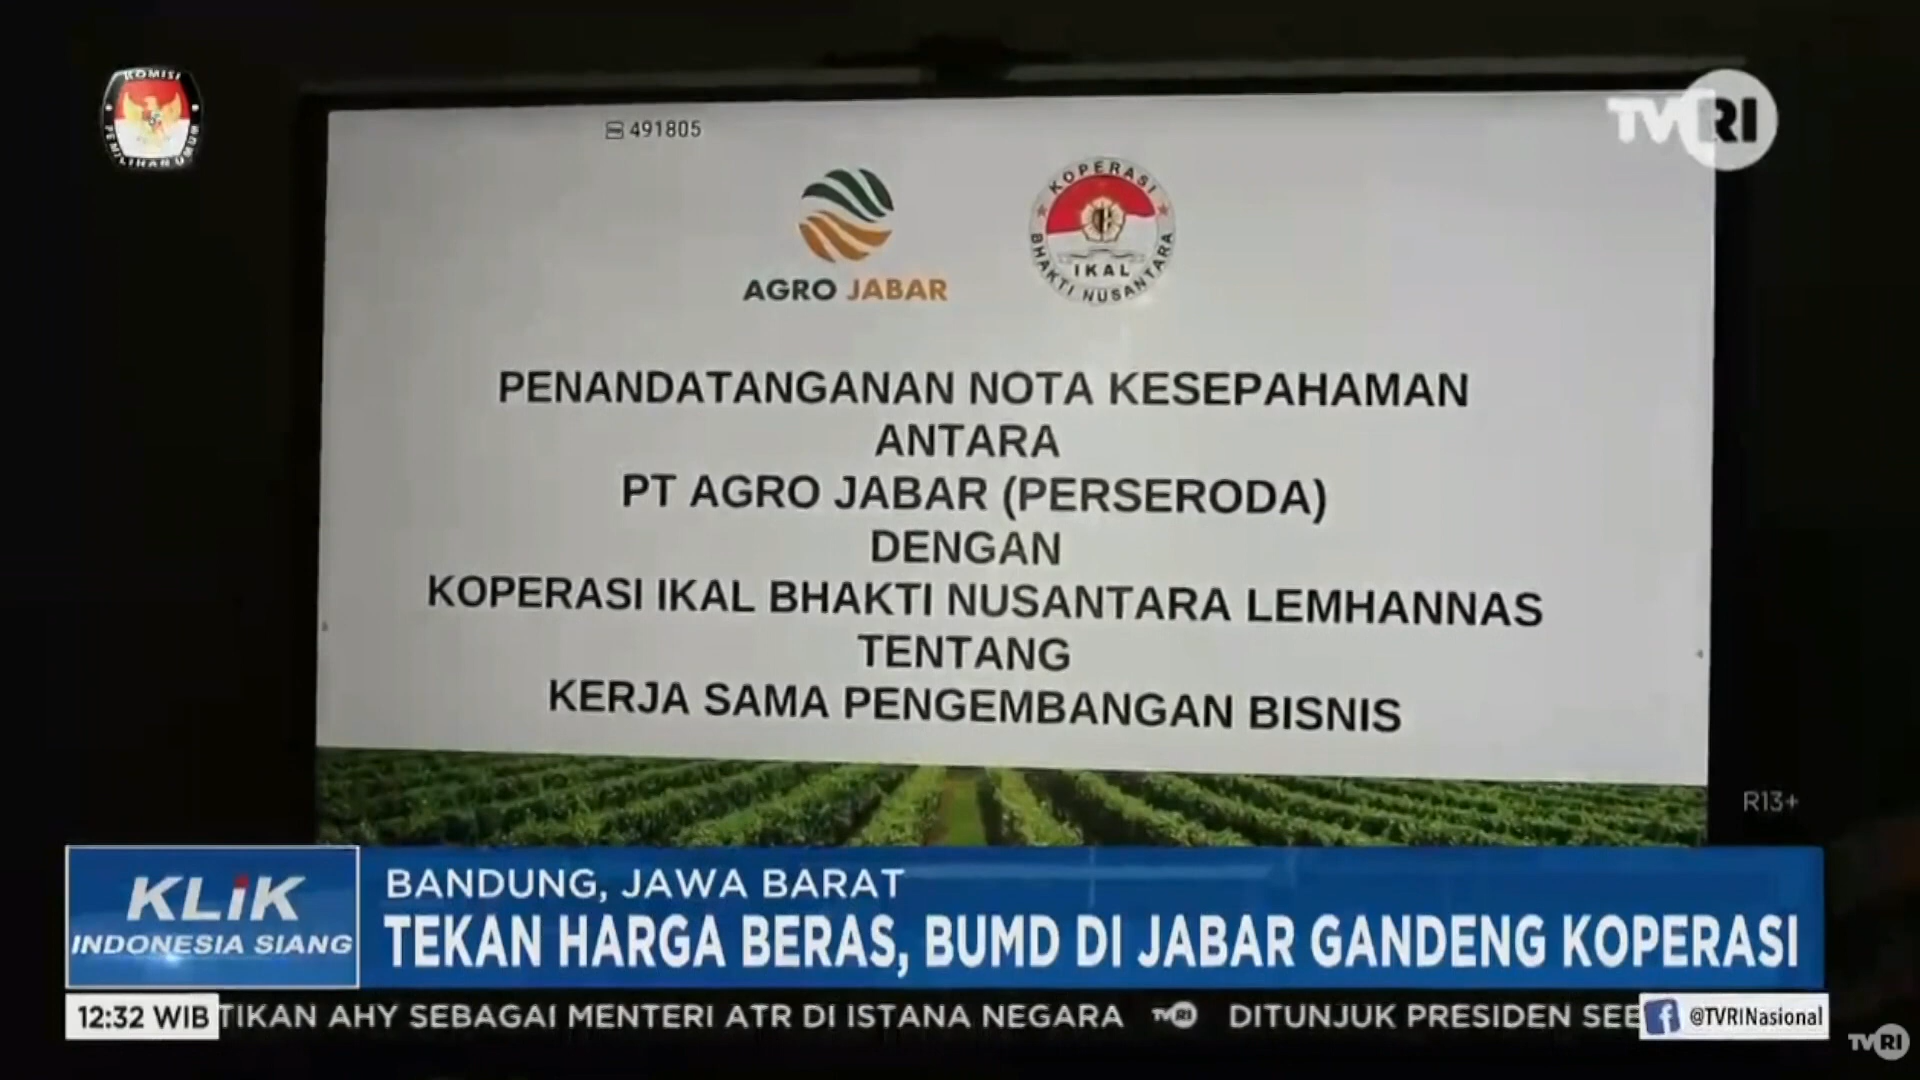 KOMISI
PEMILIHAN UMUM
TVRI
491805
AGRO JABAR
KOPERASI
IKAL
BHAKTI NUSANTARA
PENANDATANGANAN NOTA KESEPAHAMAN
ANTARA
PT AGRO JABAR (PERSERODA)
DENGAN
KOPERASI IKAL BHAKTI NUSANTARA LEMHANNAS
TENTANG
KERJA SAMA PENGEMBANGAN BISNIS
R13+
KLiK
INDONESIA SIANG
BANDUNG, JAWA BARAT
TEKAN HARGA BERAS, BUMD DI JABAR GANDENG KOPERASI
12:32 WIB TIKAN AHY SEBAGAI MENTERI ATR DI ISTANA NEGARA TVRI DITUNJUK PRESIDEN SEE @TVRINasional
TVRI